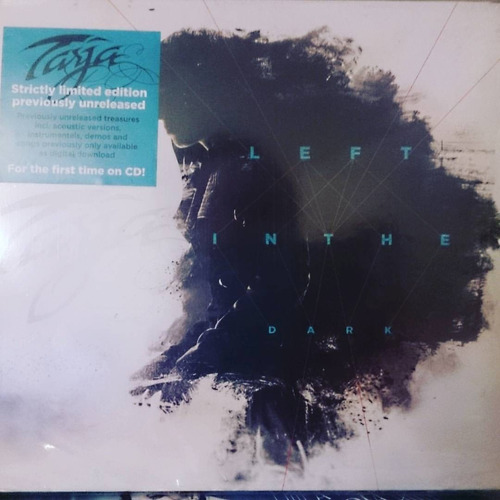 Tarja
Strictly limited edition
previously unreleased
Previously unreleased treasures
incl. acoustic versions,
instrumentals, demos and
songs previously only available
as digital download
For the first time on CD!
LEFT
IN THE
DARK